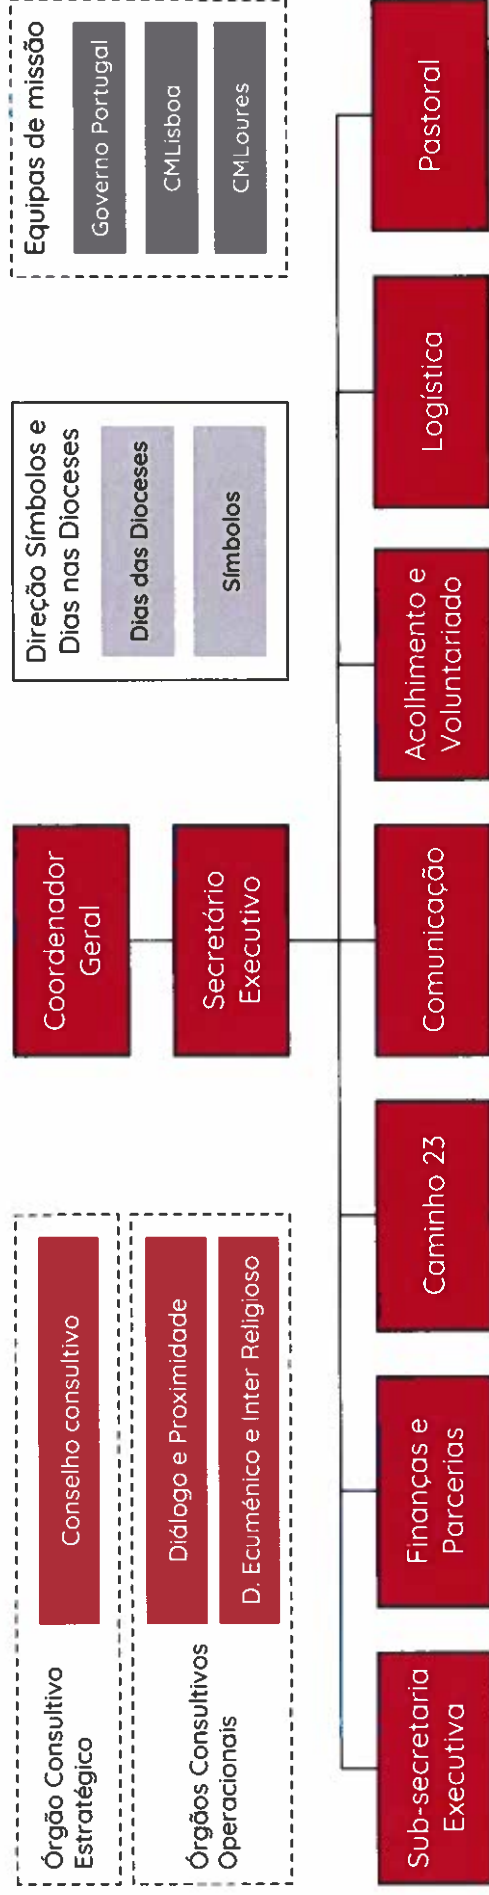 Órgão Consultivo
Estratégico
Conselho consultivo
Órgãos Consultivos
Operacionais
Diálogo e Proximidade
D. Ecuménico e Inter Religioso
Coordenador
Geral
Secretário
Executivo
Direção Símbolos e
Dias nas Dioceses
Dias das Dioceses
Símbolos
Equipas de missão
Governo Portugal
CMLisboa
CMLoures
Sub-secretaria
Executiva
Finanças e
Parcerias
Caminho 23
Comunicação
Acolhimento e
Voluntariado
Logística
Pastoral